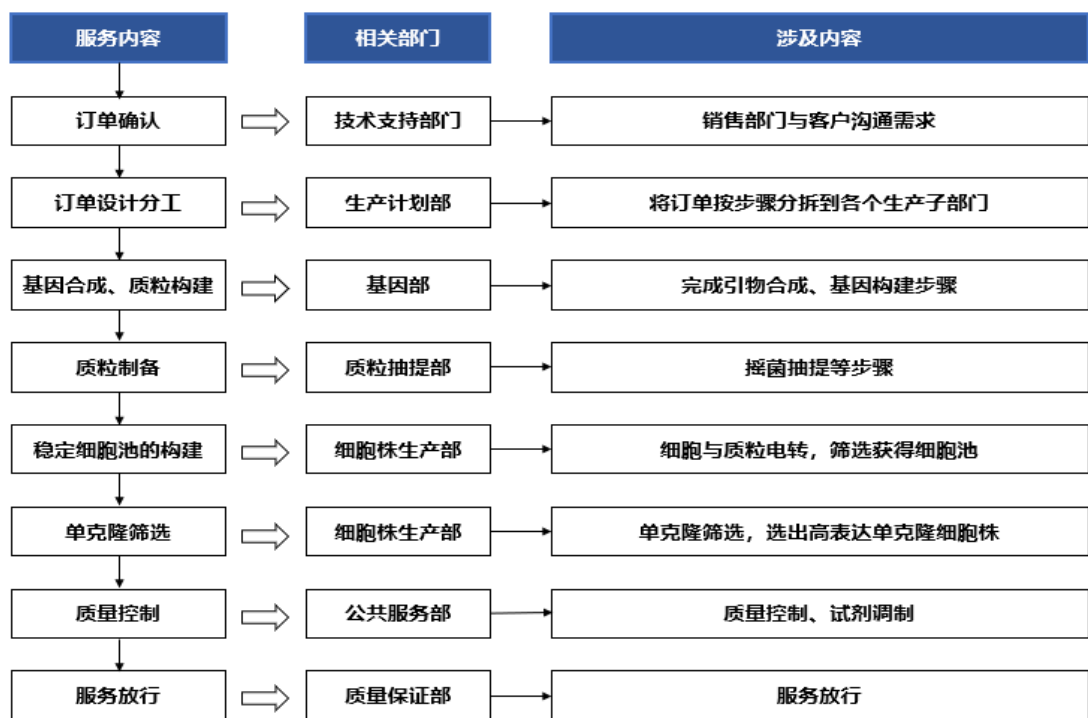 服务内容
相关部门
涉及内容
订单确认
技术支持部门
销售部门与客户沟通需求
订单设计分工
生产计划部
将订单按步骤分拆到各个生产子部门
基因合成、质粒构建
基因部
完成引物合成、基因构建步骤
质粒制备
质粒抽提部
摇菌抽提等步骤
稳定细胞池的构建
细胞株生产部
细胞与质粒电转，筛选获得细胞池
单克隆筛选
细胞株生产部
单克隆筛选，选出高表达单克隆细胞株
质量控制
公共服务部
质量控制、试剂调制
服务放行
质量保证部
服务放行